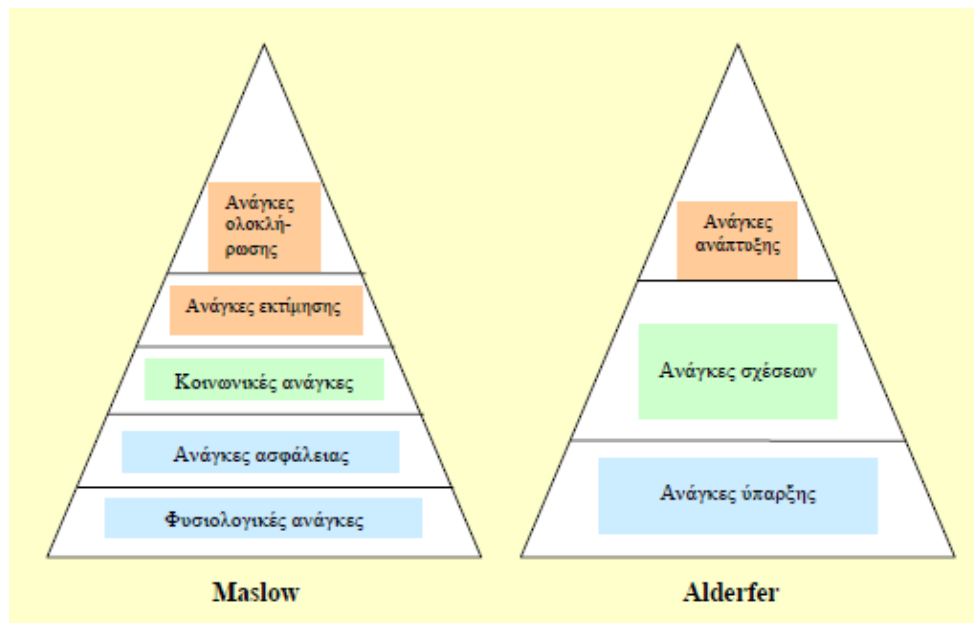 Ανάγκες
ολοκλή-
ρωσης
Ανάγκες εκτίμησης
Κοινωνικές ανάγκες
Ανάγκες ασφάλειας
Φυσιολογικές ανάγκες
Maslow
Ανάγκες
ανάπτυξης
Ανάγκες σχέσεων
Ανάγκες ύπαρξης
Alderfer